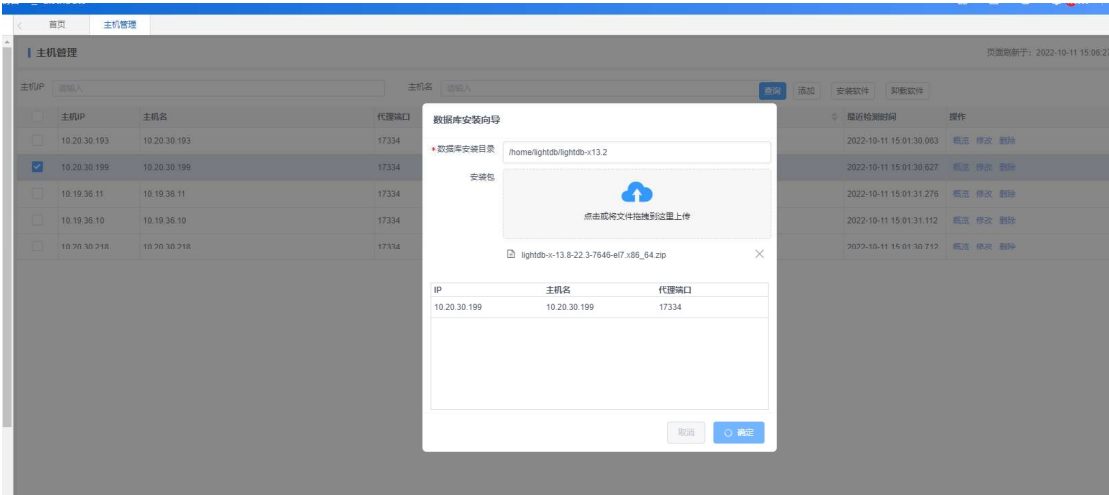 首页 主机管理
主机管理 页面刷新于：2022-10-11 15:06:2
主机IP 请输入 主机名 请输入 查询 添加 安装软件 卸载软件
主机IP 主机名 代理端口 最近检测时间 操作
10.20.30.193 10.20.30.193 17334 2022-10-11 15:01:30.063 概览 修改 删除
10.20.30.199 10.20.30.199 17334 2022-10-11 15:01:30.627 概览 修改 删除
10.19.36.11 10.19.36.11 17334 2022-10-11 15:01:31.276 概览 修改 删除
10.19.36.10 10.19.36.10 17334 2022-10-11 15:01:31.112 概览 修改 删除
10.20.30.218 10.20.30.218 17334 2022-10-11 15:01:30.712 概览 修改 删除
数据库安装向导
*数据库安装目录 /home/lightdb/lightdb-x13.2
安装包
点击或将文件拖拽到这里上传
lightdb-x-13.8-22.3-7646-el7.x86_64.zip
IP 主机名 代理端口
10.20.30.199 10.20.30.199 17334
取消 确定